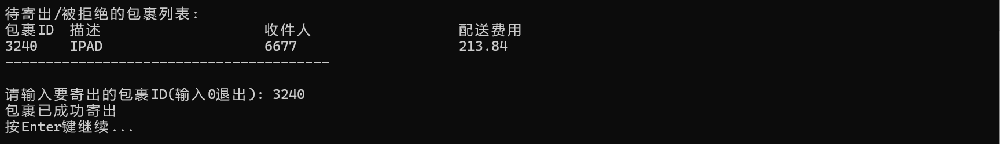 待寄出/被拒绝的包裹列表:
包裹ID 描述 收件人 配送费用
3240 IPAD 6677 213.84
----------------------------------------
请输入要寄出的包裹ID(输入0退出): 3240
包裹已成功寄出
按Enter键继续...